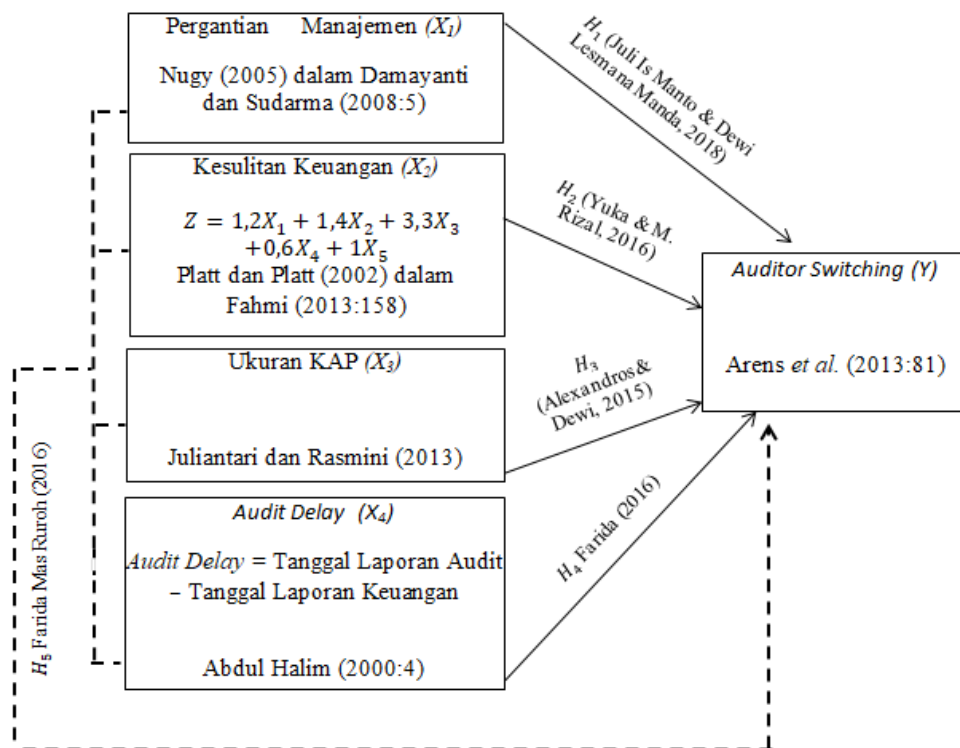 Pergantian Manajemen (X₁)
Nugy (2005) dalam Damayanti
dan Sudarma (2008:5)
Kesulitan Keuangan (X₂)
Z = 1,2X₁ + 1,4X₂ + 3,3X₃
+0,6X₄ + 1X₅
Platt dan Platt (2002) dalam
Fahmi (2013:158)
Ukuran KAP (X₃)
Juliantari dan Rasmini (2013)
Audit Delay (X₄)
Audit Delay = Tanggal Laporan Audit
– Tanggal Laporan Keuangan
Abdul Halim (2000:4)
H₁ (Juli Is Manto & Dewi
Lesmana Manda, 2018)
H₂ (Yuka & M.
Rizal, 2016)
H₃
(Alexandros &
Dewi, 2015)
H₄ Farida (2016)
H₅ Farida Mas Ruroh (2016)
Auditor Switching (Y)
Arens et al. (2013:81)